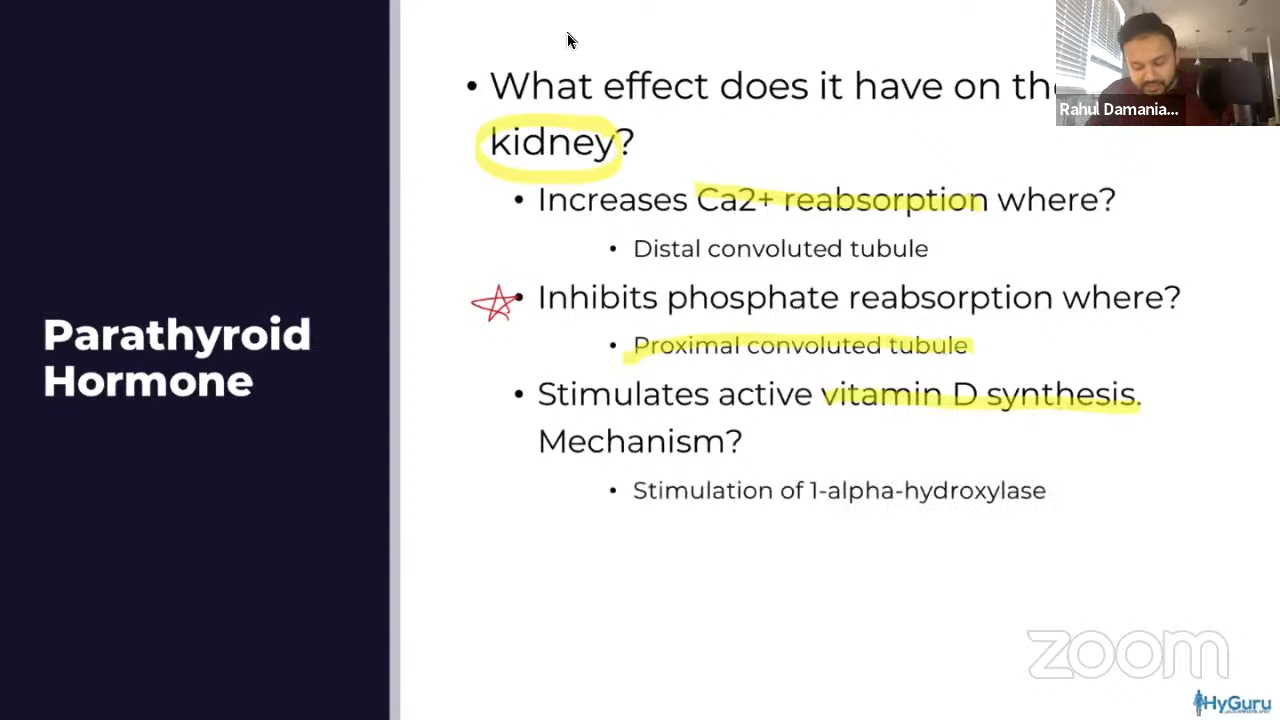 • What effect does it have on the
kidney?
• Increases Ca2+ reabsorption where?
• Distal convoluted tubule
• Inhibits phosphate reabsorption where?
• Proximal convoluted tubule
• Stimulates active vitamin D synthesis.
Mechanism?
• Stimulation of 1-alpha-hydroxylase
Parathyroid
Hormone
Rahul Damania...
zoom
HyGuru